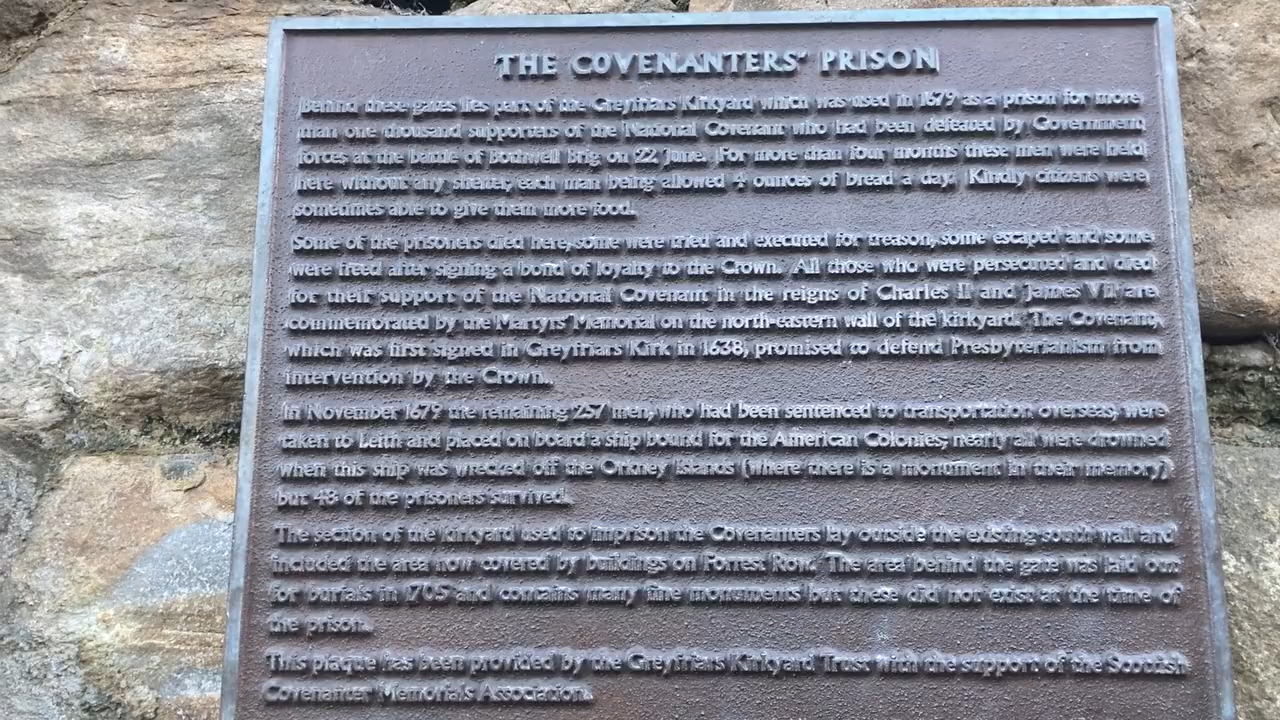 THE COVENANTERS' PRISON
Behind these gates lies part of the Greyfriars Kirkyard which was used in 1679 as a prison for more
than one thousand supporters of the National Covenant who had been defeated by Government
forces at the battle of Bothwell Brig on 22 June. For more than four months these men were held
here without any shelter, each man being allowed 4 ounces of bread a day. Kindly citizens were
sometimes able to give them more food.
Some of the prisoners died here, some were tried and executed for treason, some escaped and some
were freed after signing a bond of loyalty to the Crown. All those who were persecuted and died
for their support of the National Covenant in the reigns of Charles II and James VII are
commemorated by the Martyrs' Memorial on the north-eastern wall of the kirkyard. The Covenant,
which was first signed in Greyfriars Kirk in 1638, promised to defend Presbyterianism from
intervention by the Crown.
In November 1679 the remaining 257 men, who had been sentenced to transportation overseas, were
taken to Leith and placed on board a ship bound for the American Colonies; nearly all were drowned
when this ship was wrecked off the Orkney Islands (where there is a monument in their memory)
but 48 of the prisoners survived.
The section of the kirkyard used to imprison the Covenanters lay outside the existing south wall and
included the area now covered by buildings on Forrest Row. The area behind the gate was laid out
for burials in 1705 and contains many fine monuments but these did not exist at the time of
the prison.
This plaque has been provided by the Greyfriars Kirkyard Trust with the support of the Scottish
Covenanter Memorials Association.